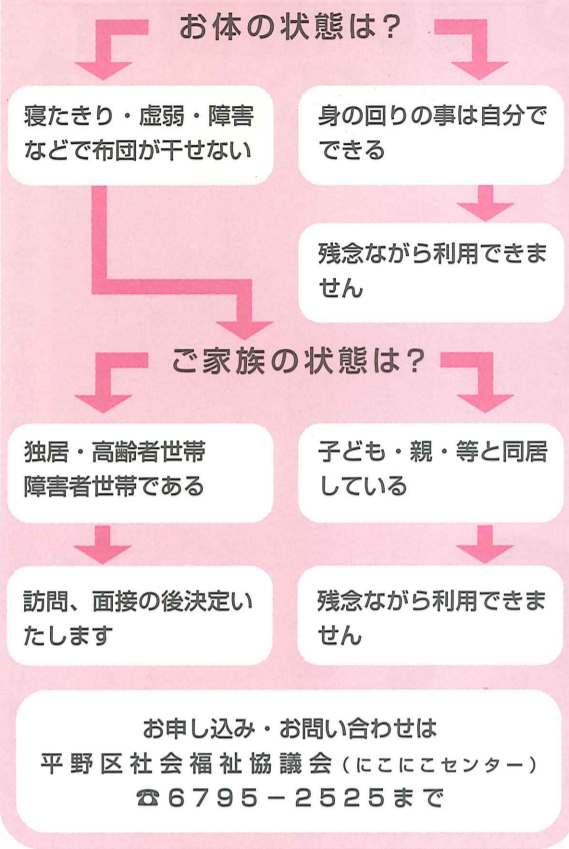 お体の状態は？
寝たきり・虚弱・障害
などで布団が干せない
身の回りの事は自分で
できる
残念ながら利用できま
せん
ご家族の状態は？
独居・高齢者世帯
障害者世帯である
子ども・親・等と同居
している
訪問、面接の後決定い
たします
残念ながら利用できま
せん
お申し込み・お問い合わせは
平野区社会福祉協議会（にこにこセンター）
☎６７９５－２５２５まで